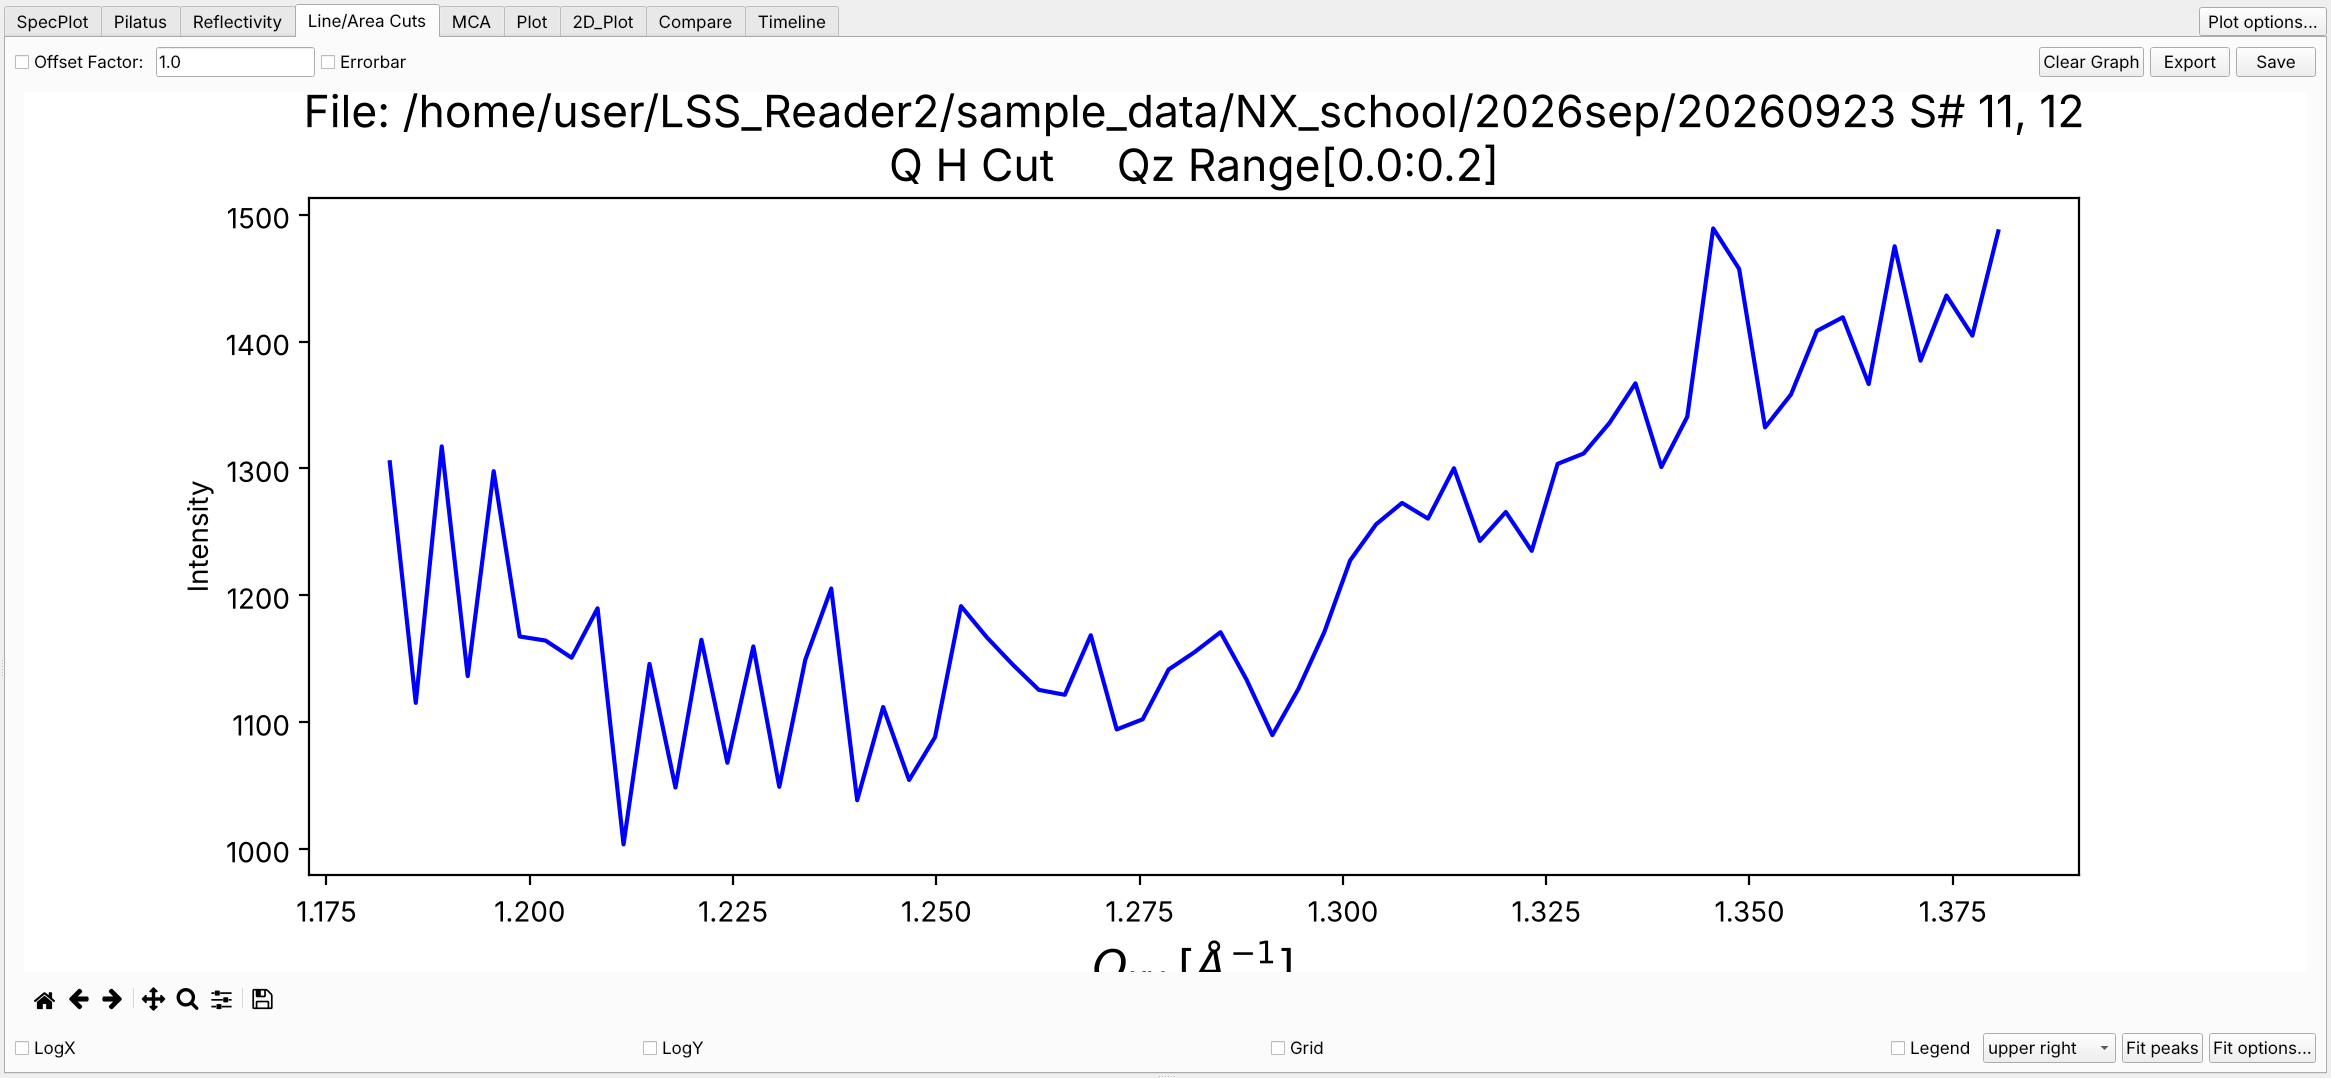 SpecPlot Pilatus Reflectivity Line/Area Cuts MCA Plot 2D_Plot Compare Timeline Plot options...
Offset Factor: 1.0 Errorbar Clear Graph Export Save
File: /home/user/LSS_Reader2/sample_data/NX_school/2026sep/20260923 S# 11, 12
Q H Cut Qz Range[0.0:0.2]
1500
1400
1300
1200
1100
1000
Intensity
1.175 1.200 1.225 1.250 1.275 1.300 1.325 1.350 1.375
[Å⁻¹]
LogX LogY Grid Legend upper right Fit peaks Fit options...